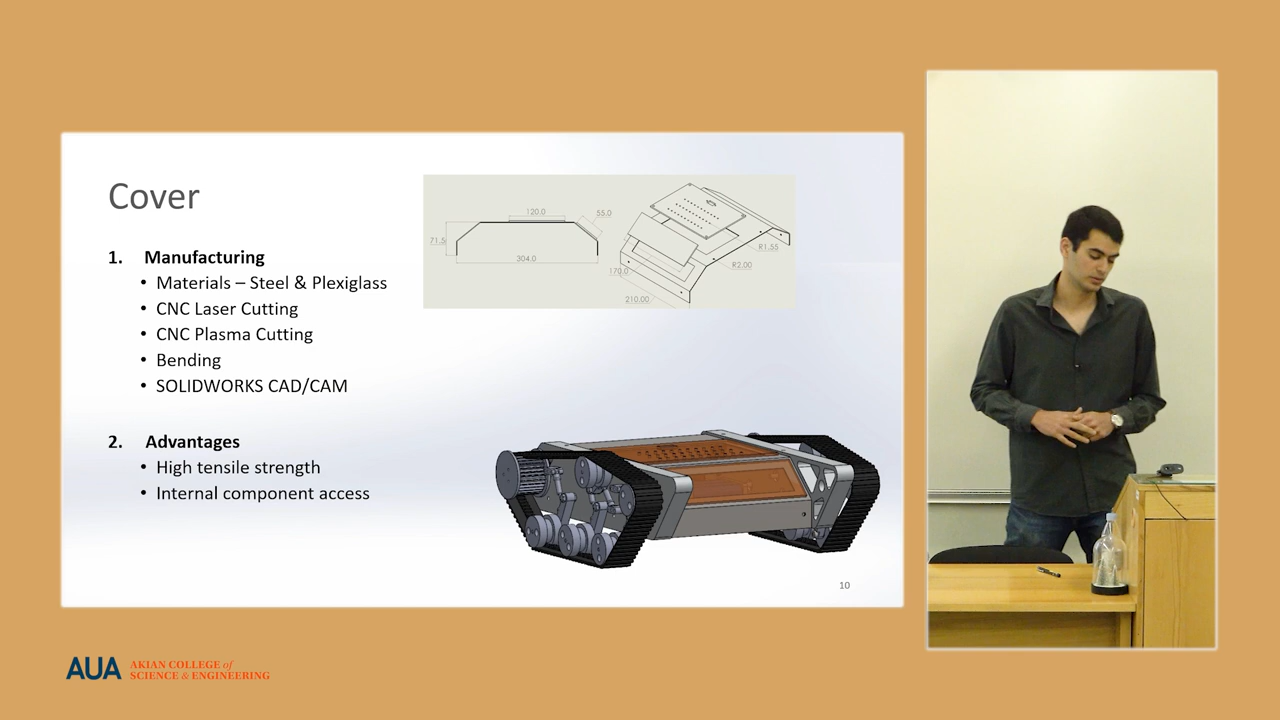 Cover
1. Manufacturing
• Materials – Steel & Plexiglass
• CNC Laser Cutting
• CNC Plasma Cutting
• Bending
• SOLIDWORKS CAD/CAM
2. Advantages
• High tensile strength
• Internal component access
120.0
55.0
71.5
304.0
R1.55
R2.00
170.0
210.00
10
AUA AKIAN COLLEGE of
SCIENCE & ENGINEERING